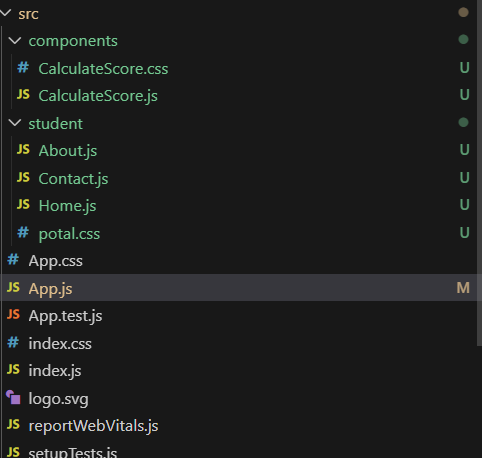 src
components
# CalculateScore.css U
JS CalculateScore.js U
student
JS About.js U
JS Contact.js U
JS Home.js U
# potal.css U
# App.css
JS App.js M
JS App.test.js
# index.css
JS index.js
logo.svg
JS reportWebVitals.js
JS setupTests.js